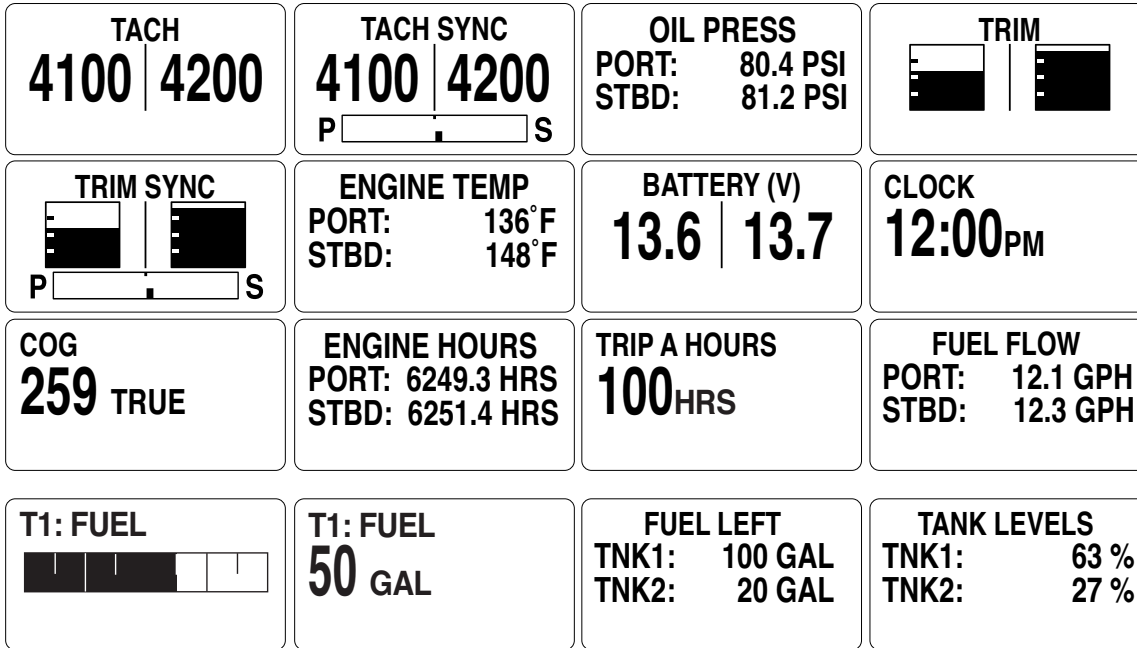 TACH
4100 4200
TACH SYNC
4100 4200
P S
OIL PRESS
PORT: 80.4 PSI
STBD: 81.2 PSI
TRIM
TRIM SYNC
P S
ENGINE TEMP
PORT: 136°F
STBD: 148°F
BATTERY (V)
13.6 13.7
CLOCK
12:00PM
COG
259 TRUE
ENGINE HOURS
PORT: 6249.3 HRS
STBD: 6251.4 HRS
TRIP A HOURS
100HRS
FUEL FLOW
PORT: 12.1 GPH
STBD: 12.3 GPH
T1: FUEL
T1: FUEL
50 GAL
FUEL LEFT
TNK1: 100 GAL
TNK2: 20 GAL
TANK LEVELS
TNK1: 63 %
TNK2: 27 %